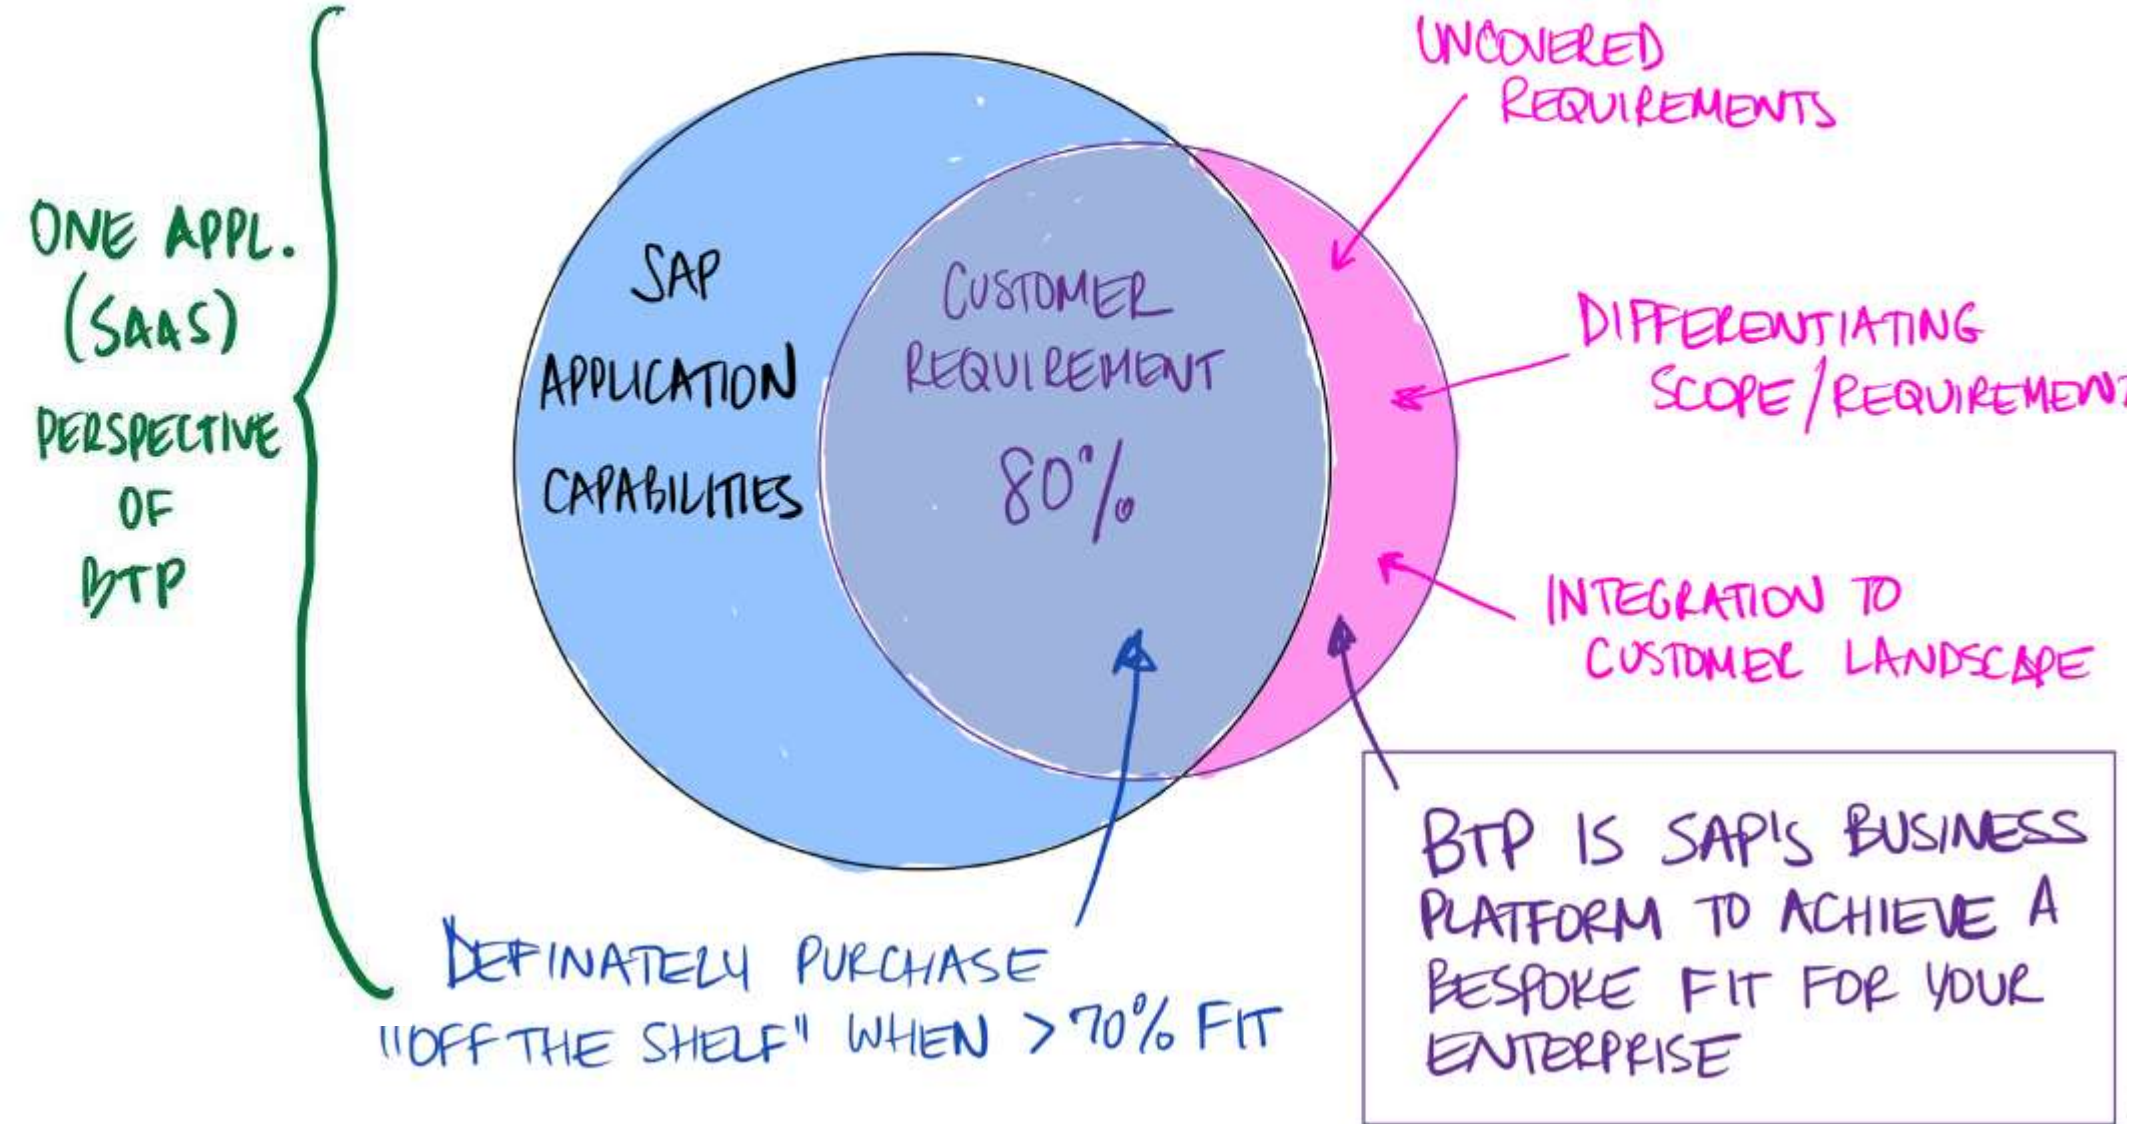 ONE APPL.
(SAAS)
PERSPECTIVE
OF
BTP
SAP
APPLICATION
CAPABILITIES
CUSTOMER
REQUIREMENT
80%
UNCOVERED
REQUIREMENTS
DIFFERENTIATING
SCOPE/REQUIREMENT
INTEGRATION TO
CUSTOMER LANDSCAPE
DEFINATELY PURCHASE
"OFF THE SHELF" WHEN >70% FIT
BTP IS SAP'S BUSINESS
PLATFORM TO ACHIEVE A
BESPOKE FIT FOR YOUR
ENTERPRISE